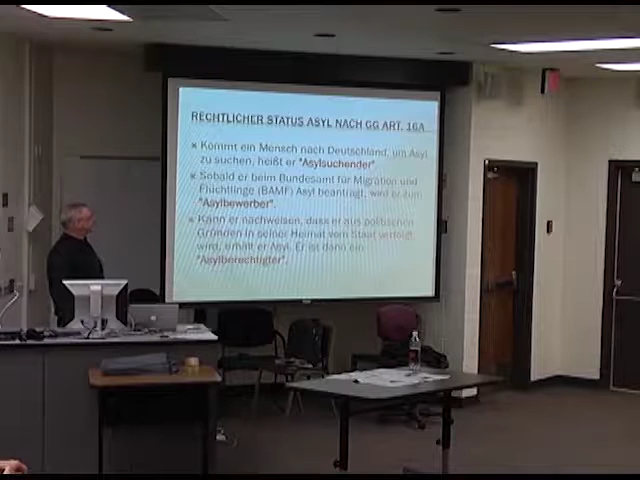 RECHTLICHER STATUS ASYL NACH GG ART. 16A
Kommt ein Mensch nach Deutschland, um Asyl
zu suchen, heißt er "Asylsuchender"
Sobald er beim Bundesamt für Migration und
Flüchtlinge (BAMF) Asyl beantragt, wird er zum
"Asylbewerber".
Kann er nachweisen, dass er aus politischen
Gründen in seiner Heimat vom Staat verfolgt
wird, erhält er Asyl. Er ist dann ein
"Asylberechtigter".